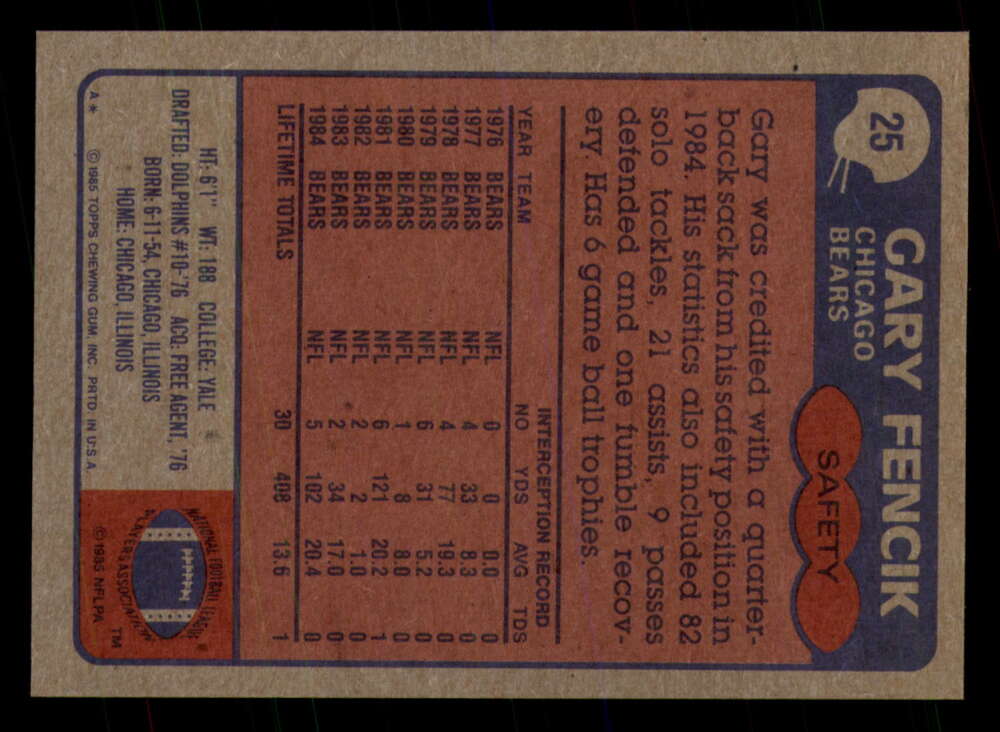 25
GARY FENCIK
CHICAGO
BEARS
SAFETY
Gary was credited with a quarter-
back sack from his safety position in
1984. His statistics also included 82
solo tackles, 21 assists, 9 passes
defended and one fumble recov-
ery. Has 6 game ball trophies.
INTERCEPTION RECORD
YEAR TEAM NO YDS AVG TDS
1976 BEARS NFL 0 0 0.0 0
1977 BEARS NFL 4 33 8.3 0
1978 BEARS NFL 4 77 19.3 0
1979 BEARS NFL 6 31 5.2 0
1980 BEARS NFL 1 8 8.0 0
1981 BEARS NFL 6 121 20.2 1
1982 BEARS NFL 2 2 1.0 0
1983 BEARS NFL 2 34 17.0 0
1984 BEARS NFL 5 102 20.4 0
LIFETIME TOTALS 30 408 13.6 1
HT: 6'1" WT: 188 COLLEGE: YALE
DRAFTED: DOLPHINS #10-'76 ACQ: FREE AGENT, '76
BORN: 6-11-54, CHICAGO, ILLINOIS
HOME: CHICAGO, ILLINOIS
A* © 1985 TOPPS CHEWING GUM, INC. PRTD. IN U.S.A.
NATIONAL FOOTBALL LEAGUE
PLAYERS ASSOCIATION
TM
© 1985 NFLPA